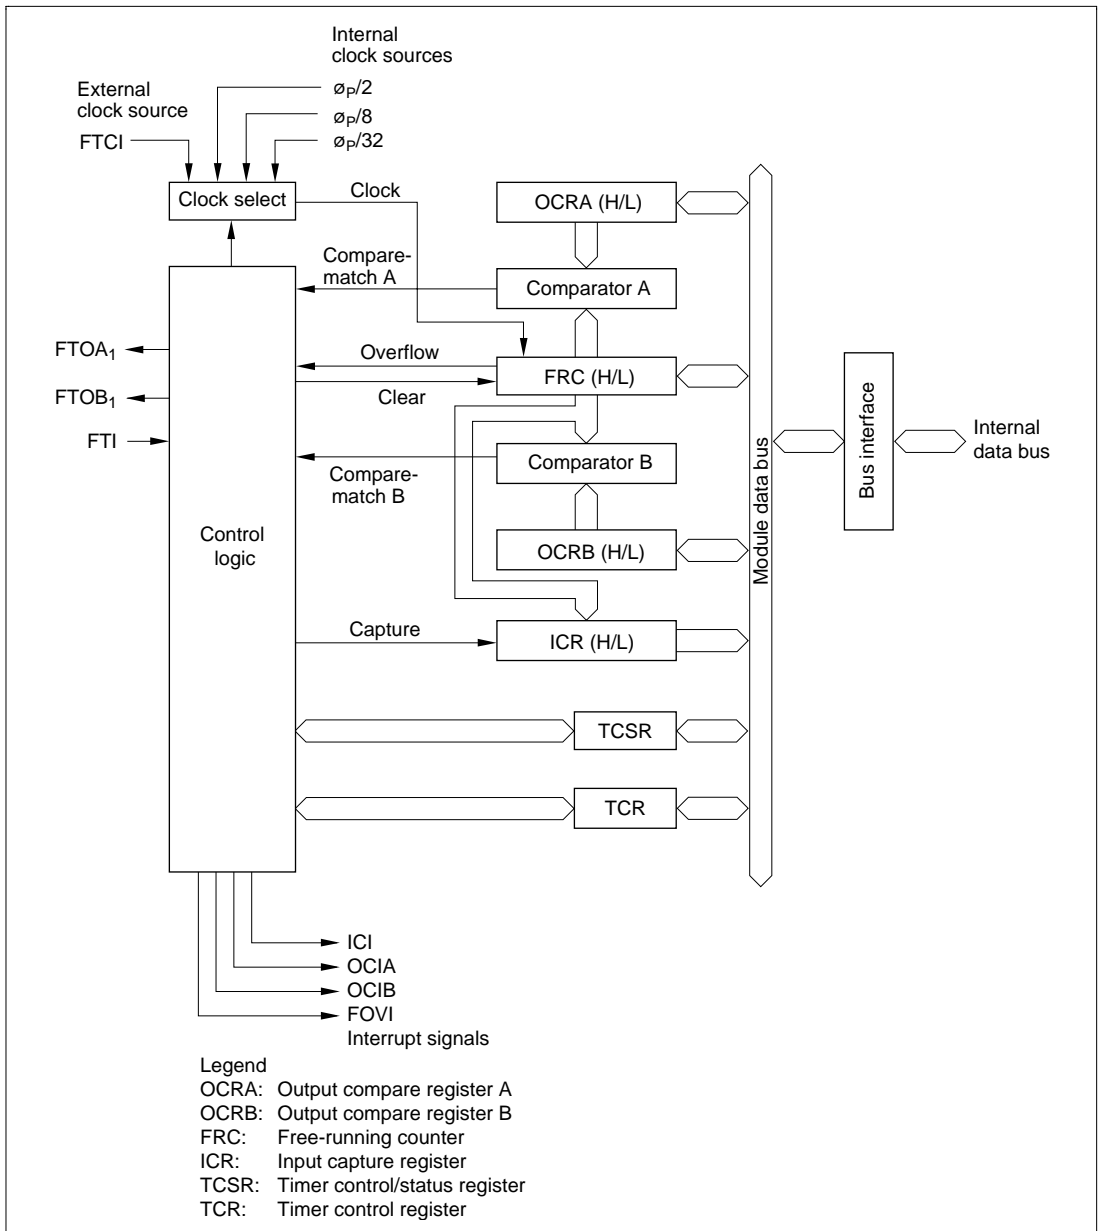 Internal
clock sources
External
clock source
øP/2
øP/8
øP/32
FTCI
Clock select
Clock
OCRA (H/L)
Compare-
match A
Comparator A
FTOA1
Overflow
FRC (H/L)
FTOB1
Clear
FTI
Comparator B
Compare-
match B
Control
logic
OCRB (H/L)
Module data bus
Bus interface
Internal
data bus
Capture
ICR (H/L)
TCSR
TCR
ICI
OCIA
OCIB
FOVI
Interrupt signals
Legend
OCRA: Output compare register A
OCRB: Output compare register B
FRC: Free-running counter
ICR: Input capture register
TCSR: Timer control/status register
TCR: Timer control register